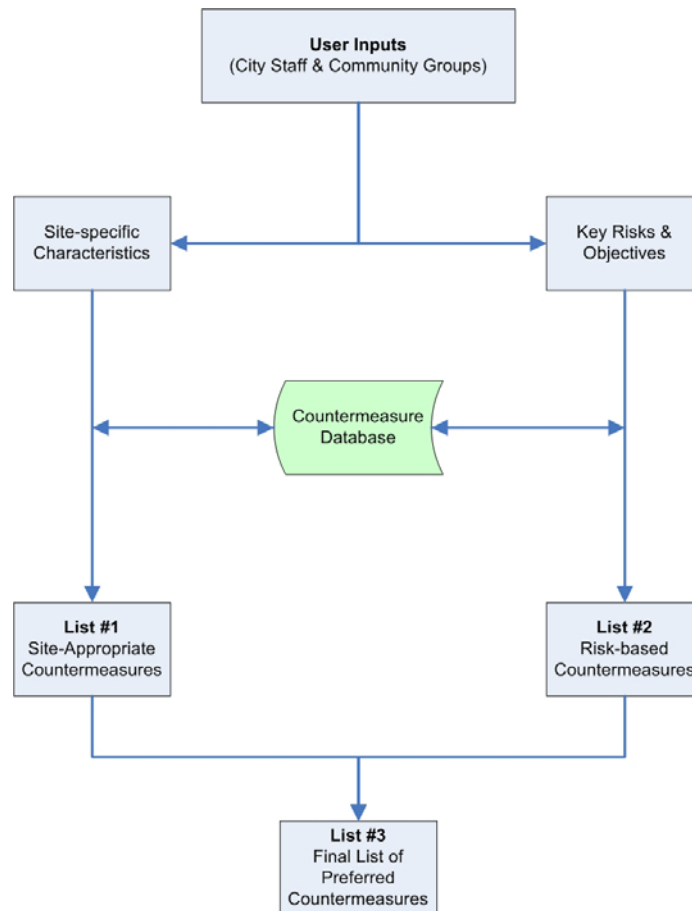 User Inputs
(City Staff & Community Groups)
Site-specific
Characteristics
Key Risks &
Objectives
Countermeasure
Database
List #1
Site-Appropriate
Countermeasures
List #2
Risk-based
Countermeasures
List #3
Final List of
Preferred
Countermeasures